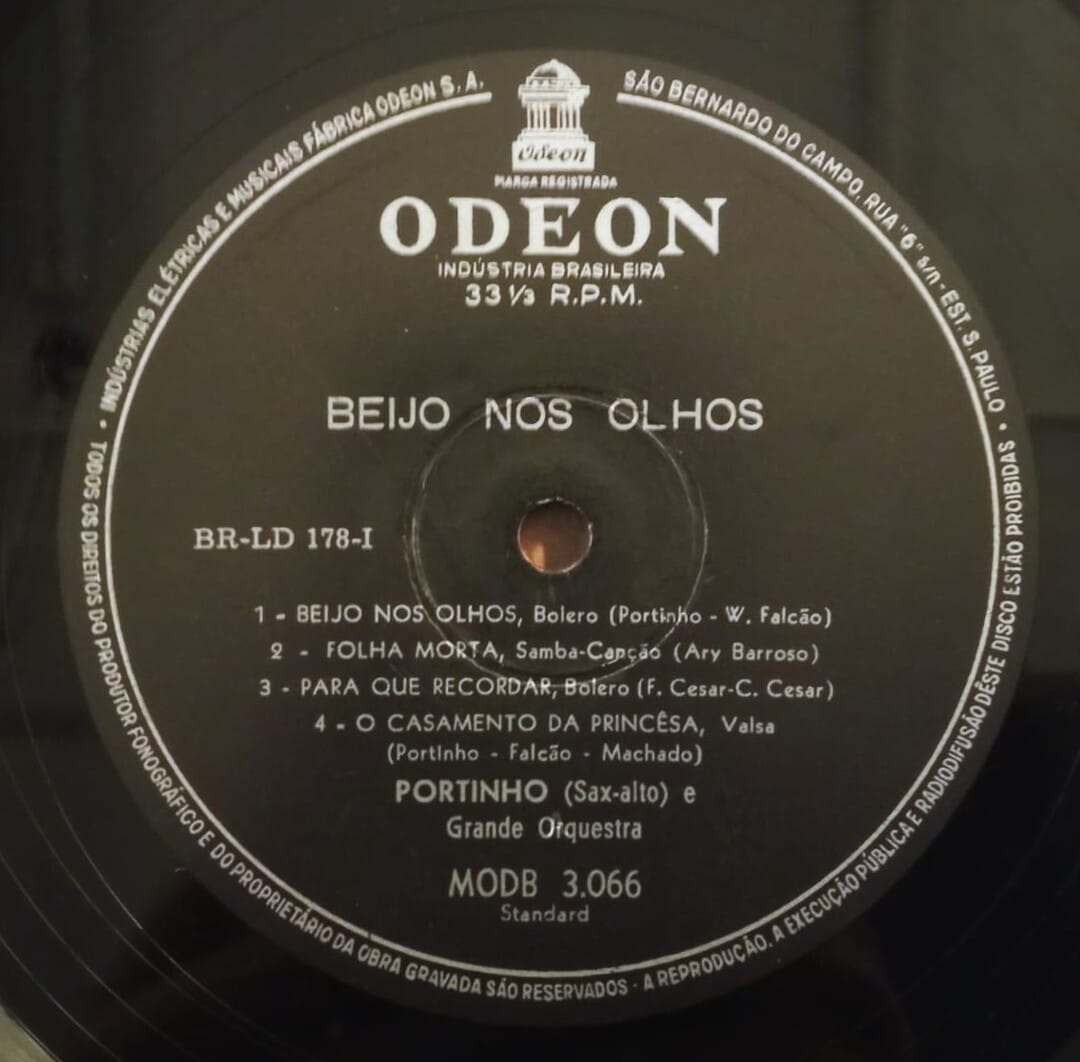 • INDÚSTRIAS ELÉTRICAS E MUSICAIS FÁBRICA ODEON S.A.
SÃO BERNARDO DO CAMPO, RUA "6" s/n - EST. S. PAULO •
Odeon
MARCA REGISTRADA
ODEON
INDÚSTRIA BRASILEIRA
33 1/3 R.P.M.
BEIJO NOS OLHOS
BR-LD 178-I
1 - BEIJO NOS OLHOS, Bolero (Portinho - W. Falcão)
2 - FOLHA MORTA, Samba-Canção (Ary Barroso)
3 - PARA QUE RECORDAR, Bolero (F. Cesar-C. Cesar)
4 - O CASAMENTO DA PRINCÊSA, Valsa
(Portinho - Falcão - Machado)
PORTINHO (Sax-alto) e
Grande Orquestra
MODB 3.066
Standard
TODOS OS DIREITOS DO PRODUTOR FONOGRÁFICO E DO PROPRIETÁRIO DA OBRA GRAVADA SÃO RESERVADOS - A REPRODUÇÃO, A EXECUÇÃO PÚBLICA E RADIODIFUSÃO DÊSTE DISCO ESTÃO PROIBIDAS